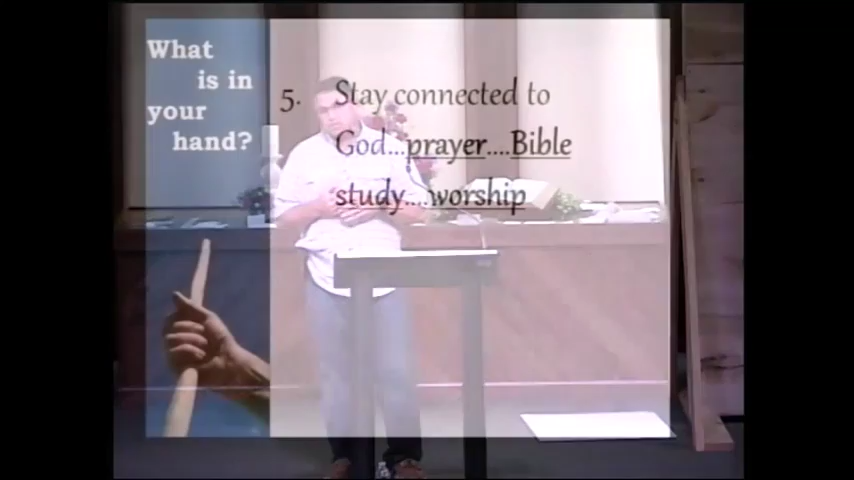 What
is in
your
hand?
5. Stay connected to
God...prayer....Bible
study....worship